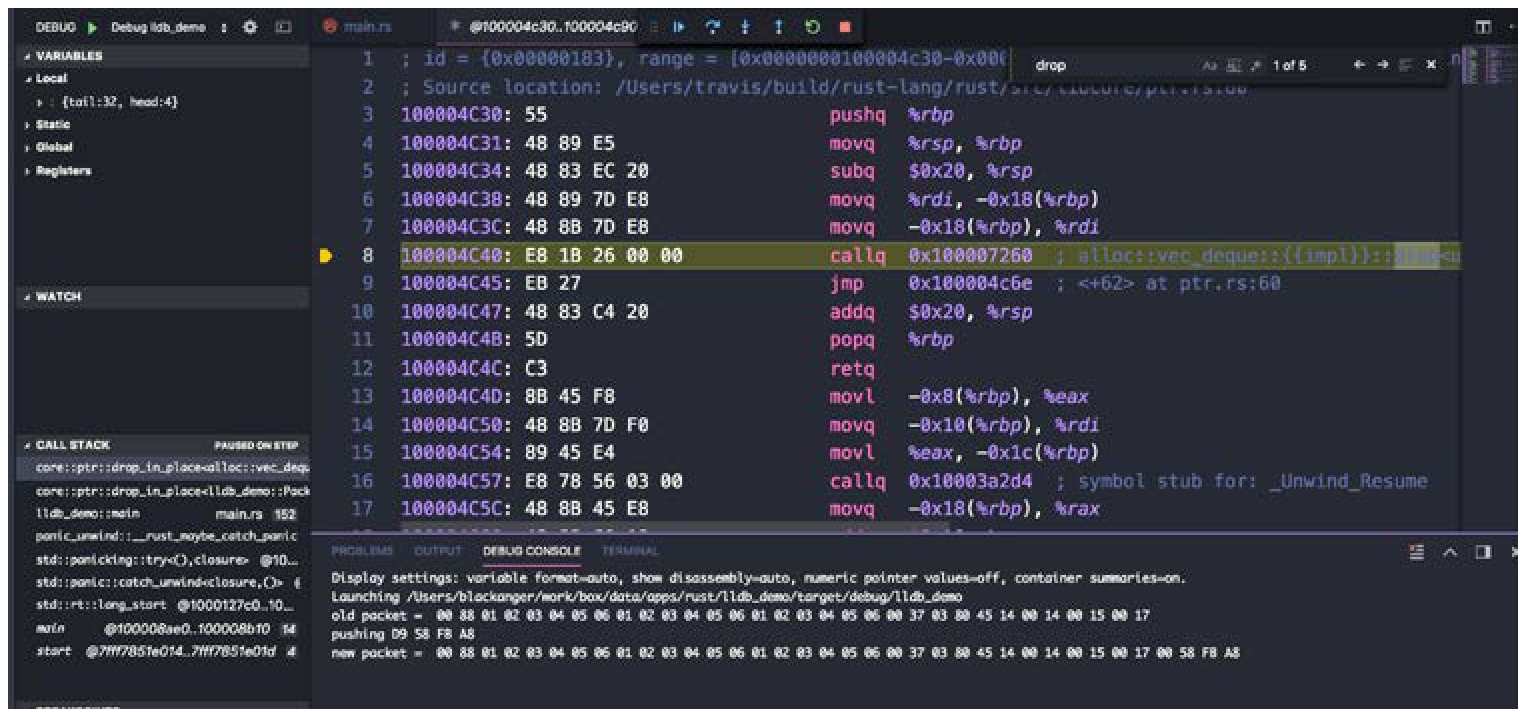 DEBUG Debug lldb_demo
main.rs @100004c30..100004c90
VARIABLES
Local
: {tail:32, head:4}
Static
Global
Registers
WATCH
CALL STACK PAUSED ON STEP
core::ptr::drop_in_place<alloc::vec_dequ
core::ptr::drop_in_place<lldb_demo::Pack
lldb_demo::main main.rs 152
panic_unwind::__rust_maybe_catch_panic
std::panicking::try<(),closure> @10...
std::panic::catch_unwind<closure,()>
std::rt::lang_start @1000127c0..10...
main @100008ae0..100008b10 14
start @7fff7851e014..7fff7851e01d 4
drop 1 of 5
1 ; id = {0x00000183}, range = [0x0000000100004c30-0x000
2 ; Source location: /Users/travis/build/rust-lang/rust/src/libcore/ptr.rs:60
3 100004C30: 55 pushq %rbp
4 100004C31: 48 89 E5 movq %rsp, %rbp
5 100004C34: 48 83 EC 20 subq $0x20, %rsp
6 100004C38: 48 89 7D E8 movq %rdi, -0x18(%rbp)
7 100004C3C: 48 8B 7D E8 movq -0x18(%rbp), %rdi
8 100004C40: E8 1B 26 00 00 callq 0x100007260 ; alloc::vec_deque::{{impl}}::drop<u
9 100004C45: EB 27 jmp 0x100004c6e ; <+62> at ptr.rs:60
10 100004C47: 48 83 C4 20 addq $0x20, %rsp
11 100004C4B: 5D popq %rbp
12 100004C4C: C3 retq
13 100004C4D: 8B 45 F8 movl -0x8(%rbp), %eax
14 100004C50: 48 8B 7D F0 movq -0x10(%rbp), %rdi
15 100004C54: 89 45 E4 movl %eax, -0x1c(%rbp)
16 100004C57: E8 78 56 03 00 callq 0x10003a2d4 ; symbol stub for: _Unwind_Resume
17 100004C5C: 48 8B 45 E8 movq -0x18(%rbp), %rax
PROBLEMS OUTPUT DEBUG CONSOLE TERMINAL
Display settings: variable format=auto, show disassembly=auto, numeric pointer values=off, container summaries=on.
Launching /Users/blackanger/work/box/data/apps/rust/lldb_demo/target/debug/lldb_demo
old packet = 00 88 01 02 03 04 05 06 01 02 03 04 05 06 01 02 03 04 05 06 00 37 03 80 45 14 00 14 00 15 00 17
pushing D9 58 F8 A8
new packet = 00 88 01 02 03 04 05 06 01 02 03 04 05 06 01 02 03 04 05 06 00 37 03 80 45 14 00 14 00 15 00 17 00 58 F8 A8